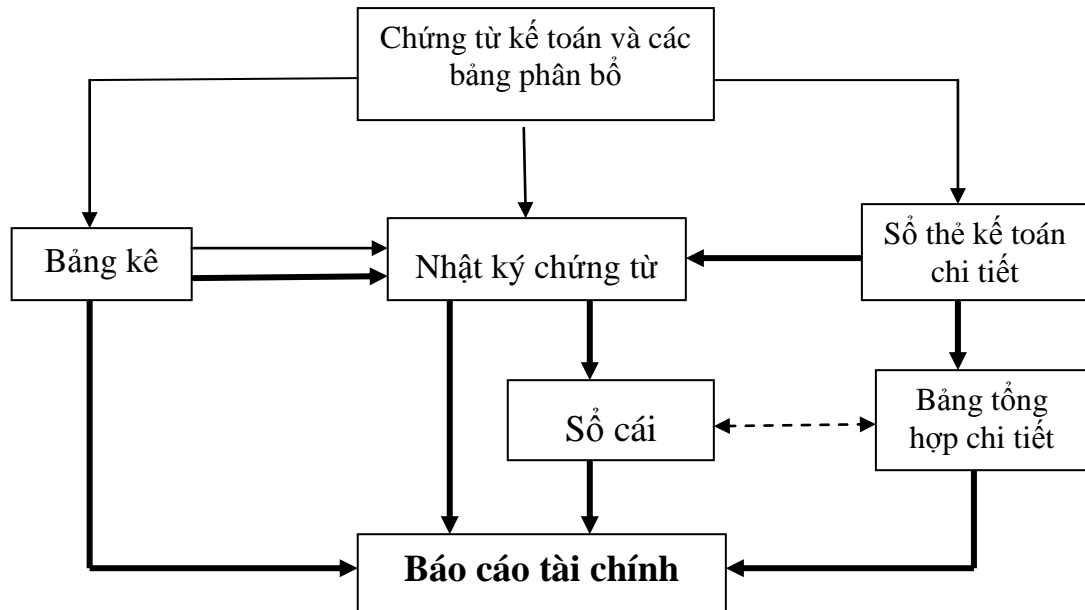 Chứng từ kế toán và các
bảng phân bổ
Bảng kê
Nhật ký chứng từ
Sổ thẻ kế toán
chi tiết
Sổ cái
Bảng tổng
hợp chi tiết
Báo cáo tài chính